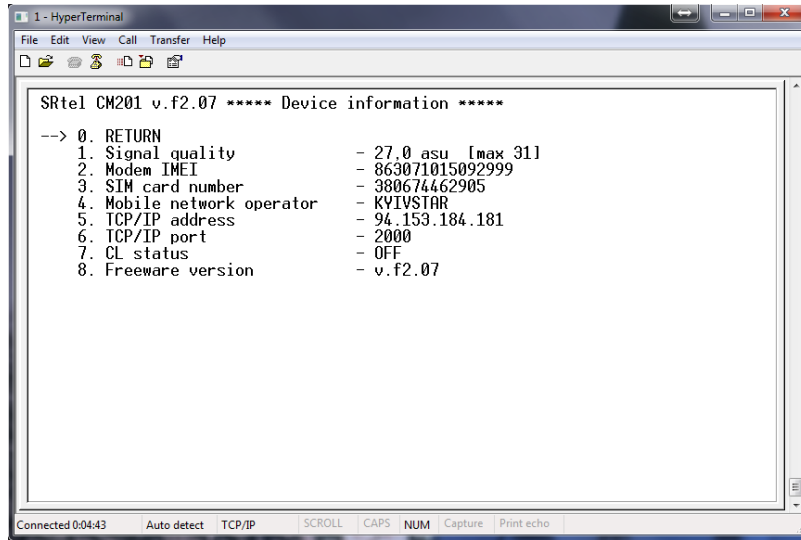 1 - HyperTerminal
File Edit View Call Transfer Help
SRtel CM201 v.f2.07 ***** Device information *****
--> 0. RETURN
1. Signal quality - 27,0 asu [max 31]
2. Modem IMEI - 863071015092999
3. SIM card number - 380674462905
4. Mobile network operator - KYIVSTAR
5. TCP/IP address - 94.153.184.181
6. TCP/IP port - 2000
7. CL status - OFF
8. Freeware version - v.f2.07
Connected 0:04:43 Auto detect TCP/IP SCROLL CAPS NUM Capture Print echo